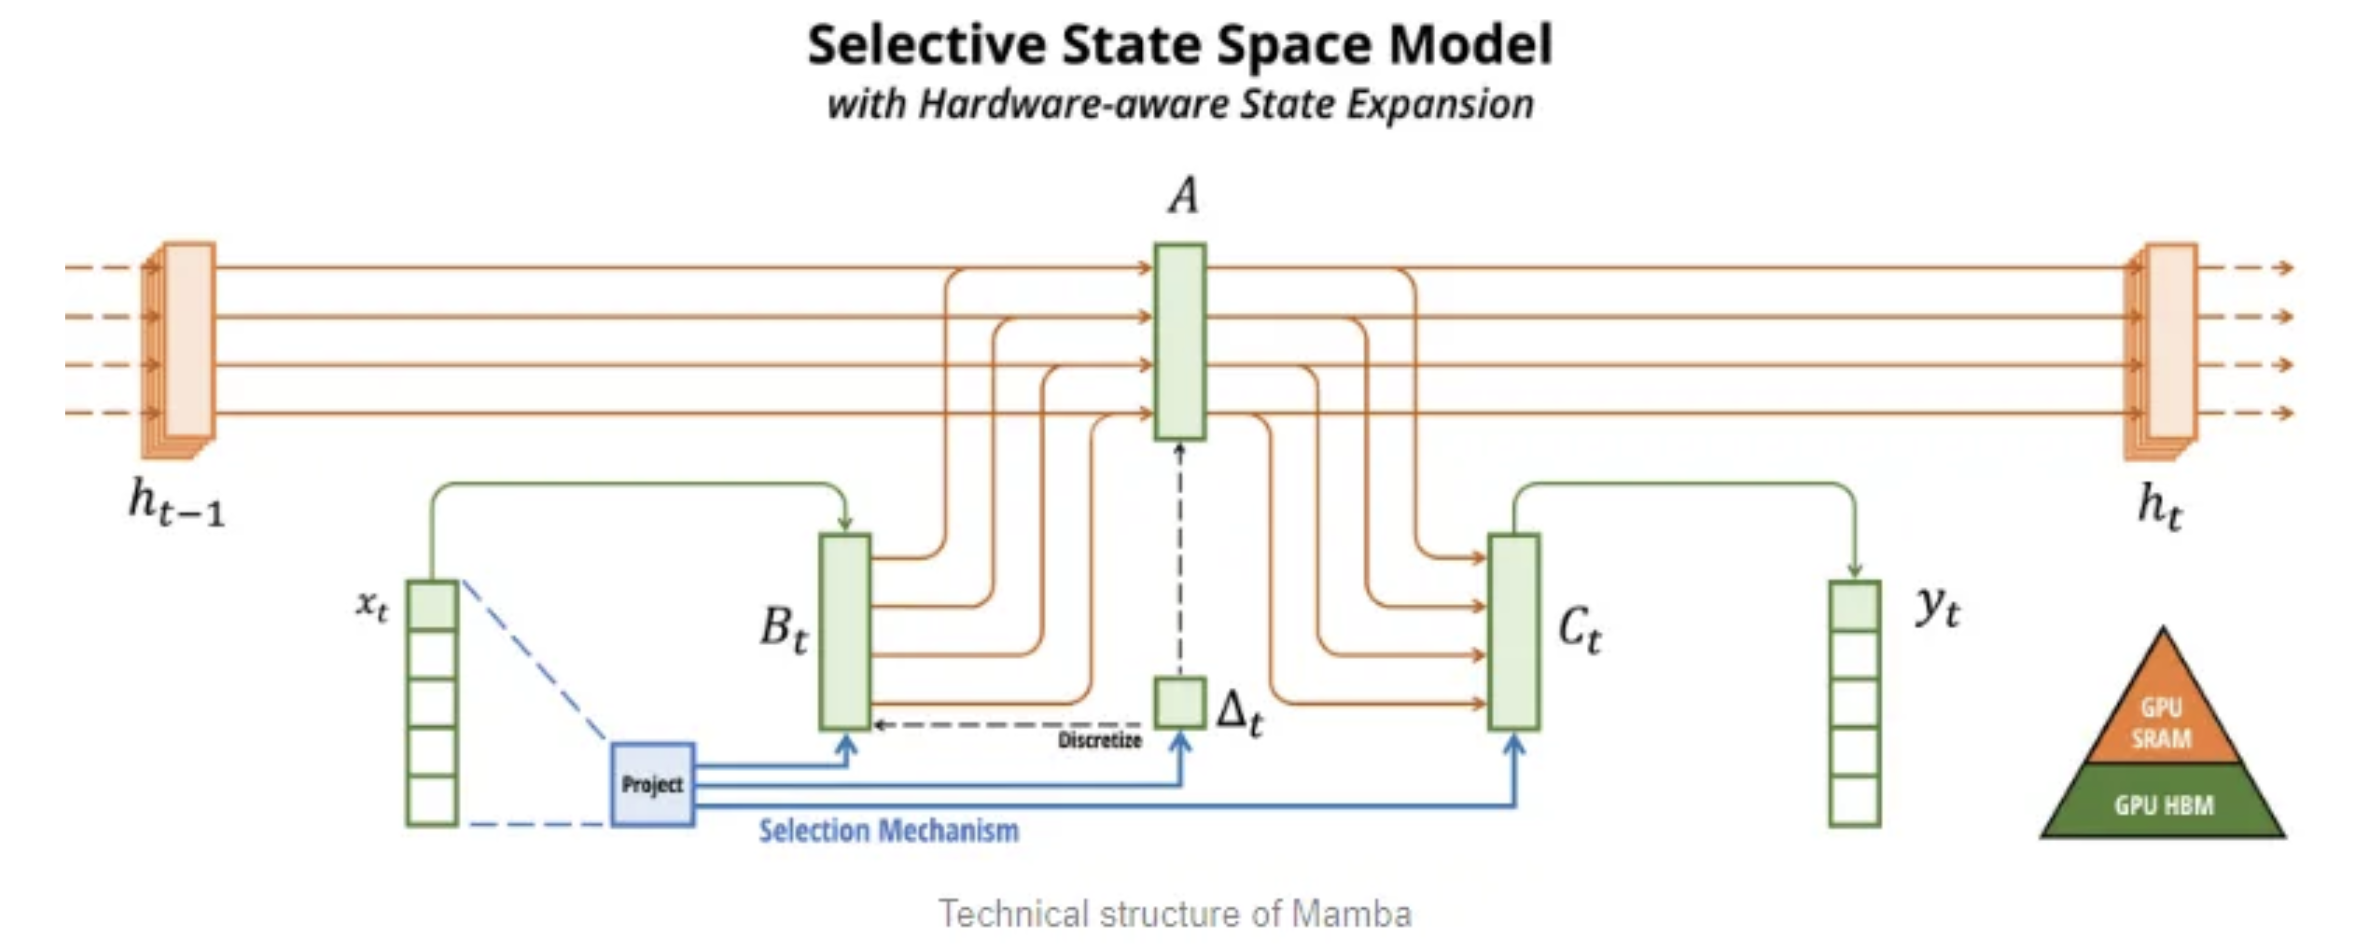 Selective State Space Model
with Hardware-aware State Expansion
A
h_{t-1}
h_t
x_t
B_t
C_t
y_t
Δ_t
Discretize
Project
Selection Mechanism
GPU
SRAM
GPU HBM
Technical structure of Mamba